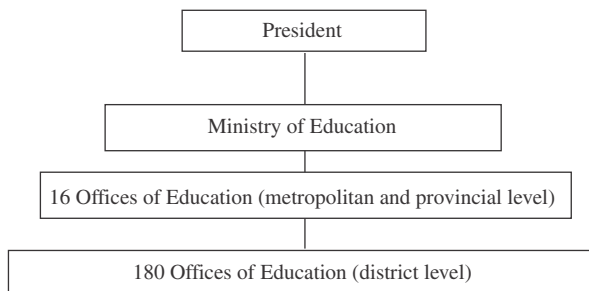 President
Ministry of Education
16 Offices of Education (metropolitan and provincial level)
180 Offices of Education (district level)